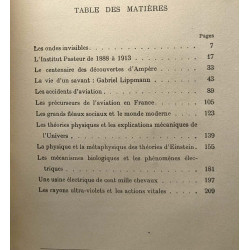 TABLE DES MATIÈRES
Pages
Les ondes invisibles 7
L'Institut Pasteur de 1888 à 1913 17
Le centenaire des découvertes d'Ampère 33
La vie d'un savant : Gabriel Lippmann 43
Les accidents d'aviation 89
Les précurseurs de l'aviation en France 105
Les grands fléaux sociaux et le monde moderne 123
Les théories physiques et les explications mécaniques de
l'Univers 139
La physique et la métaphysique des théories d'Einstein 155
Les mécanismes biologiques et les phénomènes élec-
triques 181
Une usine électrique de cent mille chevaux 197
Les rayons ultra-violets et les actions vitales 209